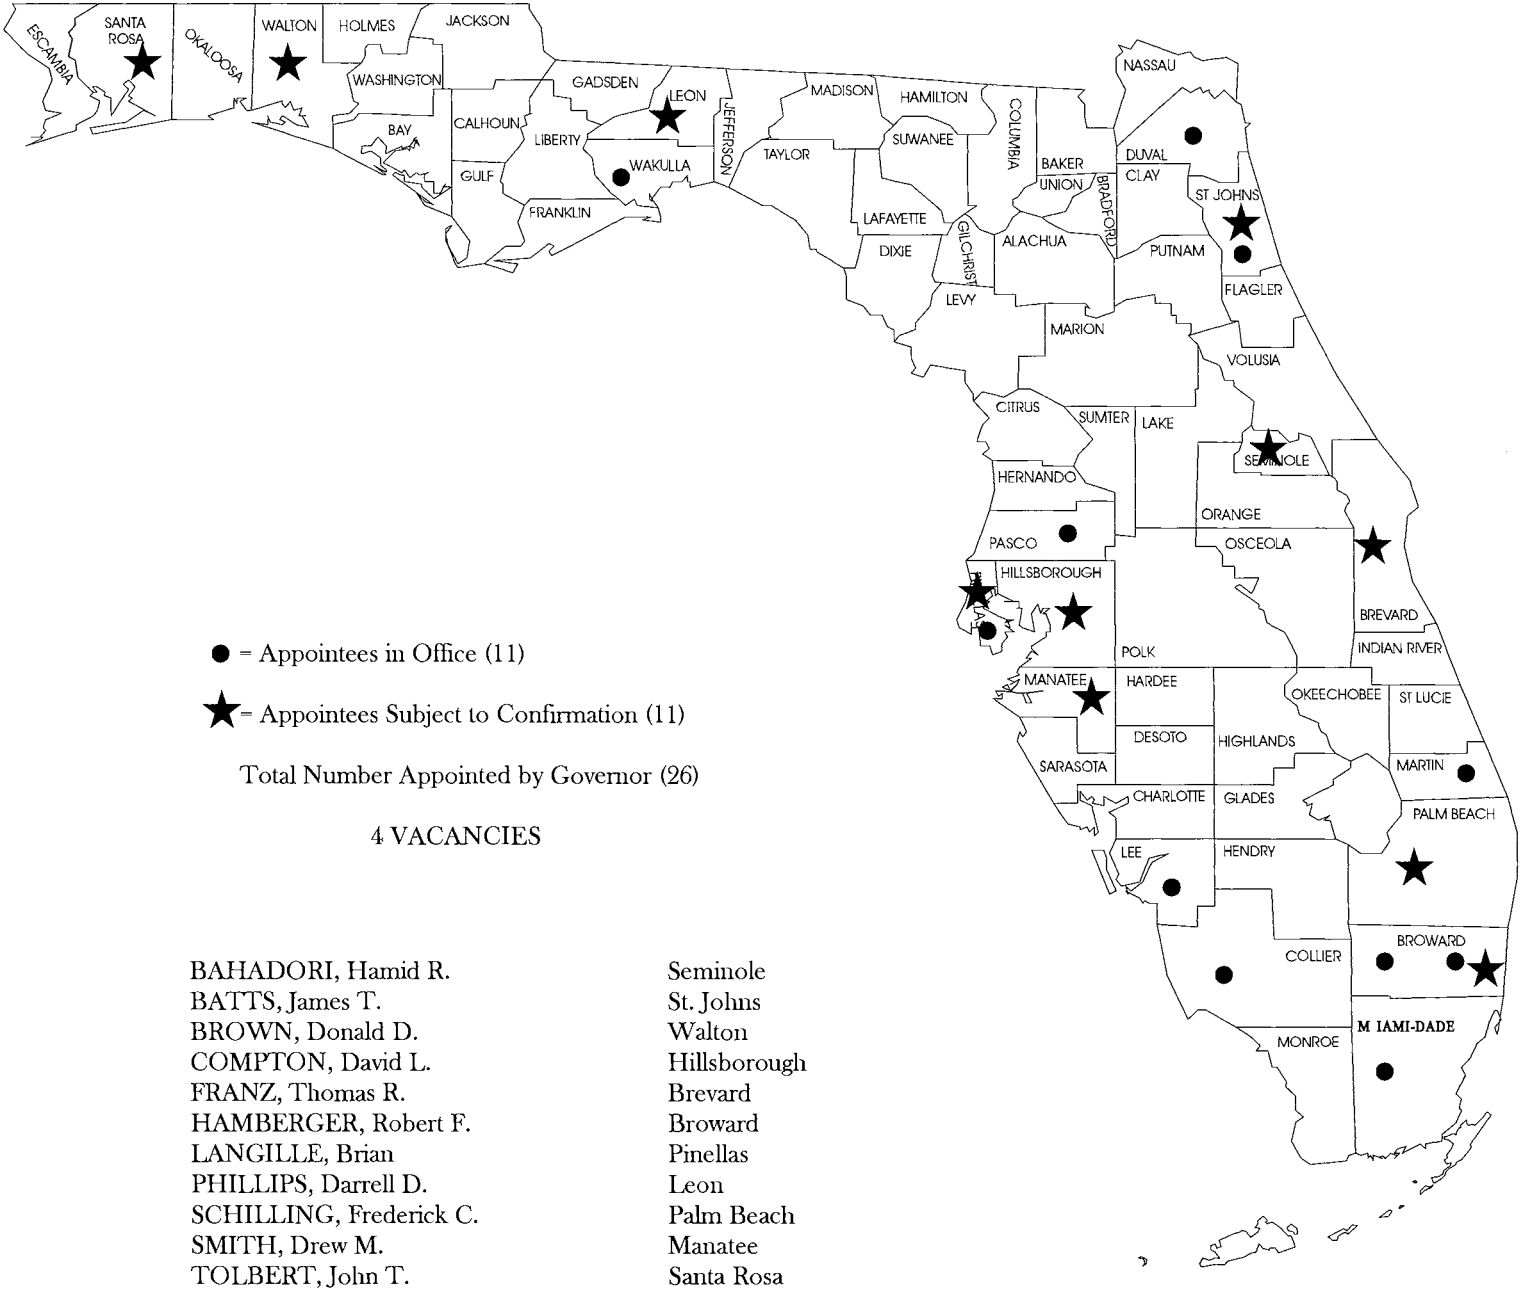 ESCAMBIA
SANTA
ROSA
OKALOOSA
WALTON
HOLMES
JACKSON
WASHINGTON
BAY
CALHOUN
GULF
LIBERTY
GADSDEN
LEON
WAKULLA
FRANKLIN
JEFFERSON
MADISON
TAYLOR
HAMILTON
SUWANEE
LAFAYETTE
DIXIE
COLUMBIA
GILCHRIST
BAKER
UNION
BRADFORD
ALACHUA
LEVY
NASSAU
DUVAL
CLAY
ST JOHNS
PUTNAM
FLAGLER
MARION
VOLUSIA
CITRUS
SUMTER
LAKE
SEMINOLE
HERNANDO
ORANGE
PASCO
OSCEOLA
HILLSBOROUGH
BREVARD
POLK
INDIAN RIVER
MANATEE
HARDEE
OKEECHOBEE
ST LUCIE
DESOTO
HIGHLANDS
SARASOTA
MARTIN
CHARLOTTE
GLADES
PALM BEACH
LEE
HENDRY
BROWARD
COLLIER
M IAMI-DADE
MONROE
= Appointees in Office (11)
= Appointees Subject to Confirmation (11)
Total Number Appointed by Governor (26)
4 VACANCIES
BAHADORI, Hamid R. Seminole
BATTS, James T. St. Johns
BROWN, Donald D. Walton
COMPTON, David L. Hillsborough
FRANZ, Thomas R. Brevard
HAMBERGER, Robert F. Broward
LANGILLE, Brian Pinellas
PHILLIPS, Darrell D. Leon
SCHILLING, Frederick C. Palm Beach
SMITH, Drew M. Manatee
TOLBERT, John T. Santa Rosa